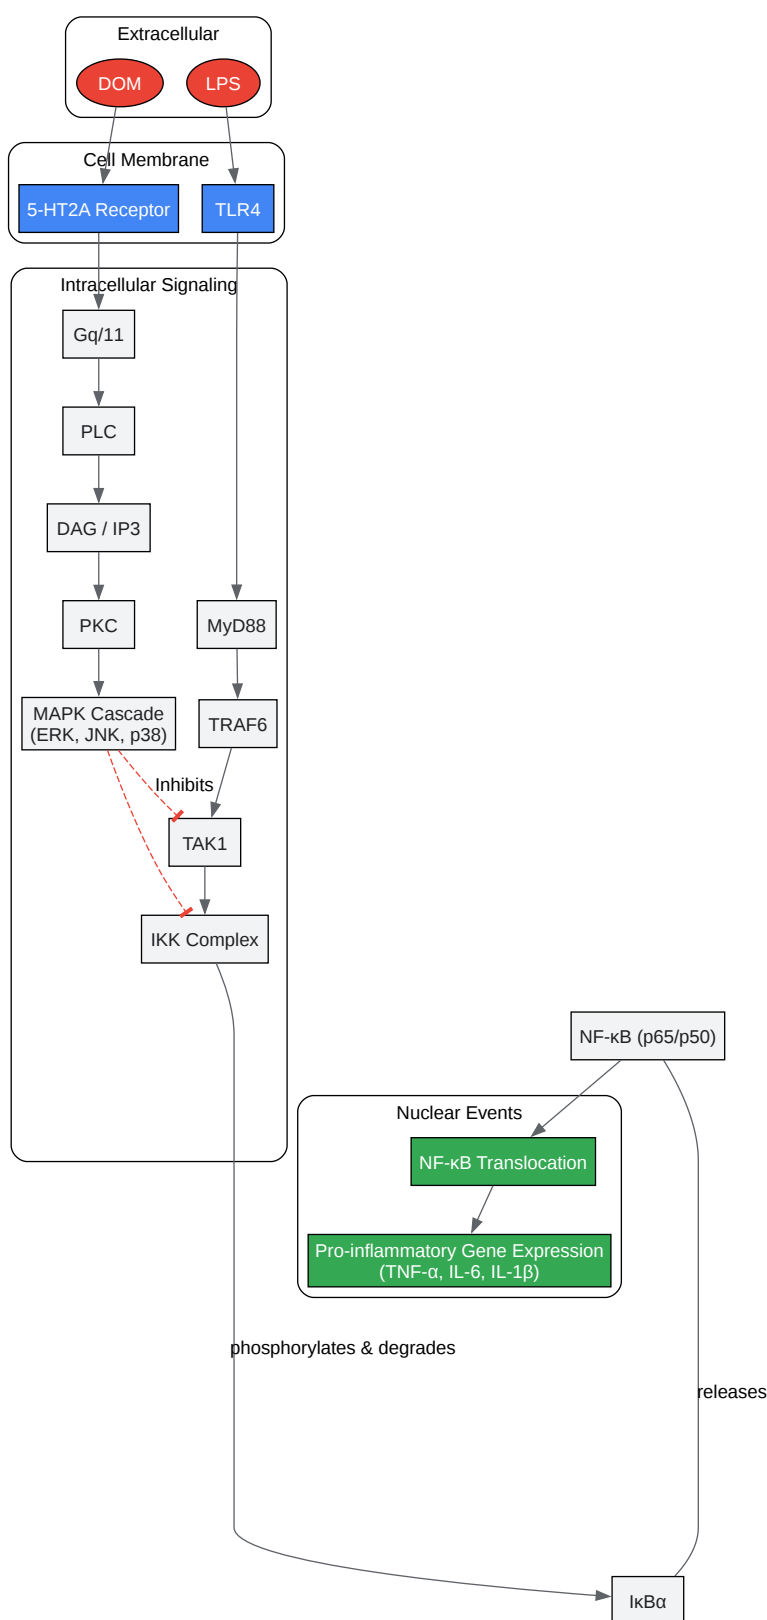 Extracellular
DOM
LPS
Cell Membrane
5-HT2A Receptor
TLR4
Intracellular Signaling
Gq/11
PLC
DAG / IP3
PKC
MyD88
MAPK Cascade
(ERK, JNK, p38)
TRAF6
Inhibits
TAK1
IKK Complex
NF-κB (p65/p50)
Nuclear Events
NF-κB Translocation
Pro-inflammatory Gene Expression
(TNF-α, IL-6, IL-1β)
phosphorylates & degrades
releases
IκBα